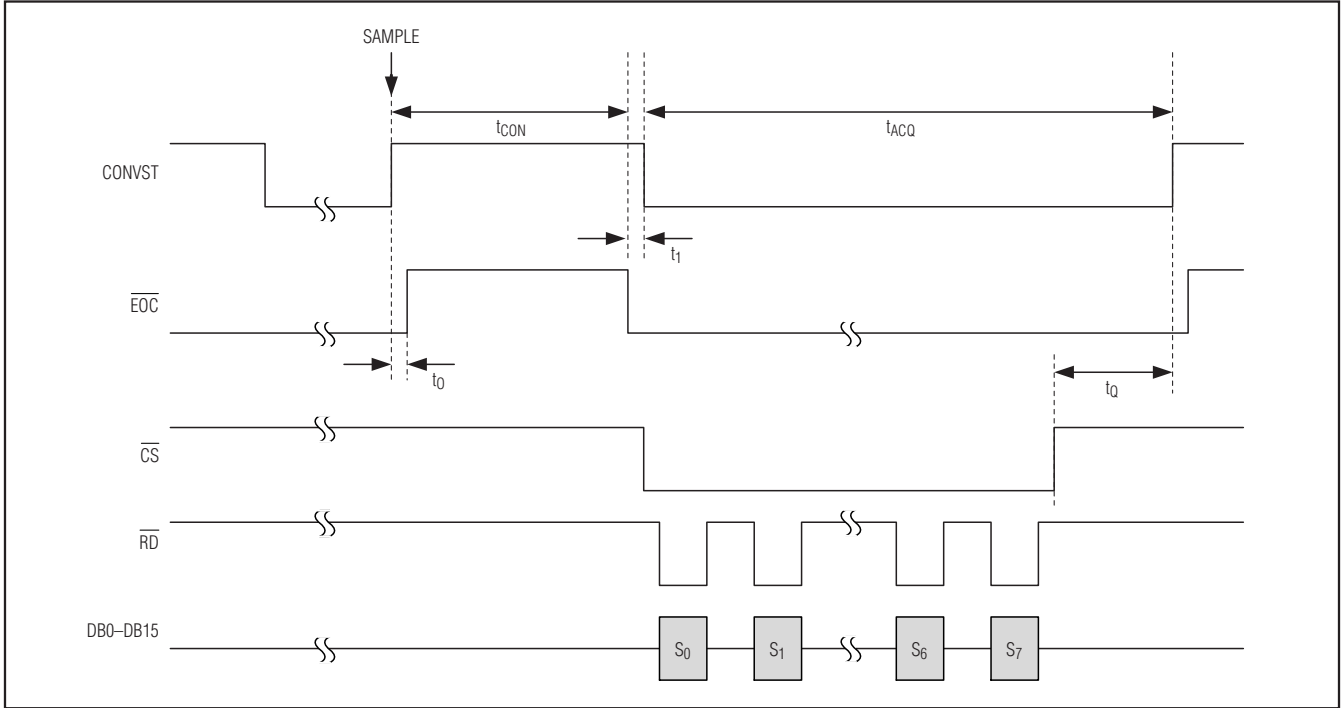 SAMPLE
tCON
tACQ
CONVST
t1
EOC
t0
tQ
CS
RD
DB0–DB15
S0
S1
S6
S7